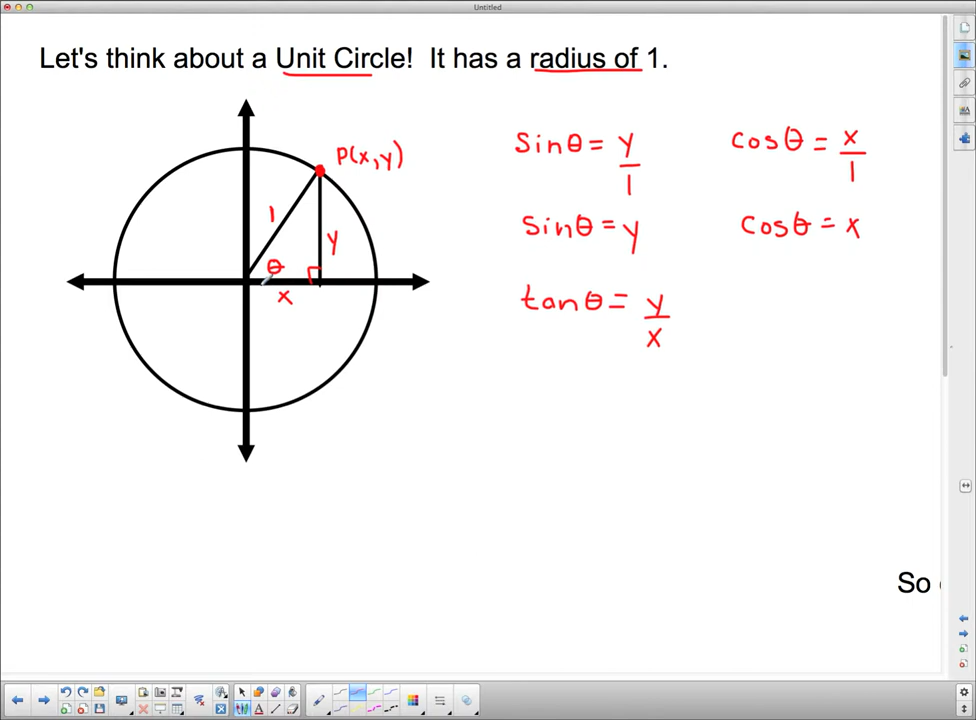 Untitled
Let's think about a Unit Circle! It has a radius of 1.
P(x,y)
1
y
θ
x
sinθ = y/1
cosθ = x/1
sinθ = y
cosθ = x
tanθ = y/x
So